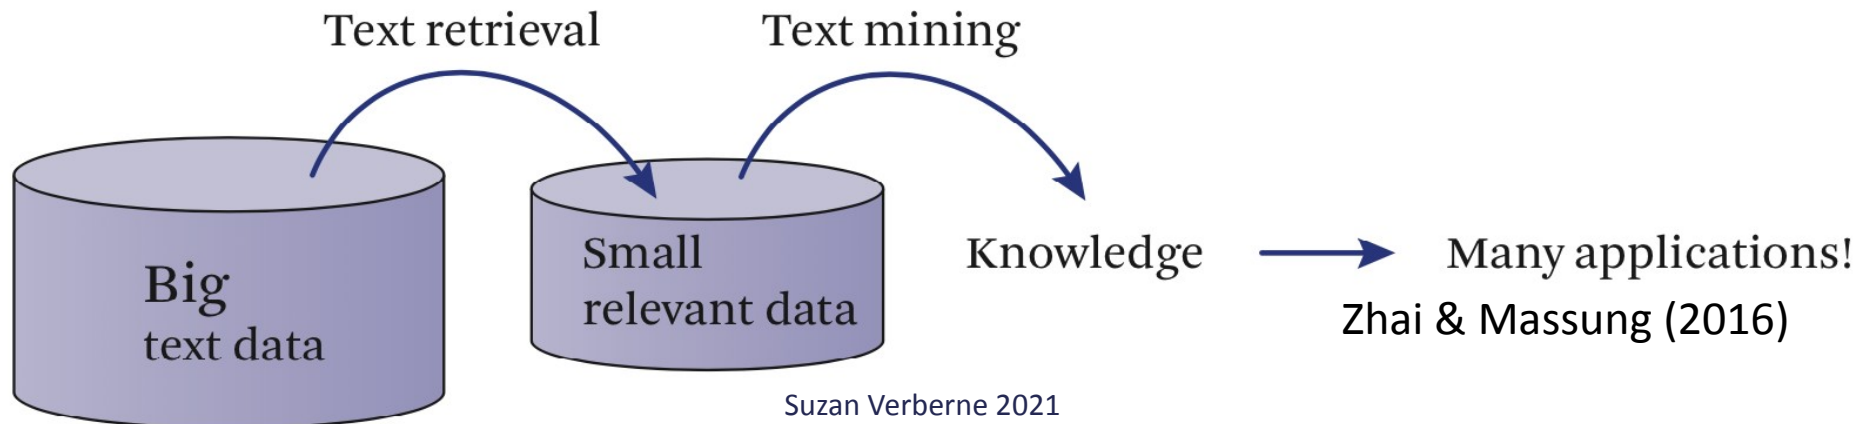 Text retrieval
Text mining
Big
text data
Small
relevant data
Knowledge
Many applications!
Zhai & Massung (2016)
Suzan Verberne 2021